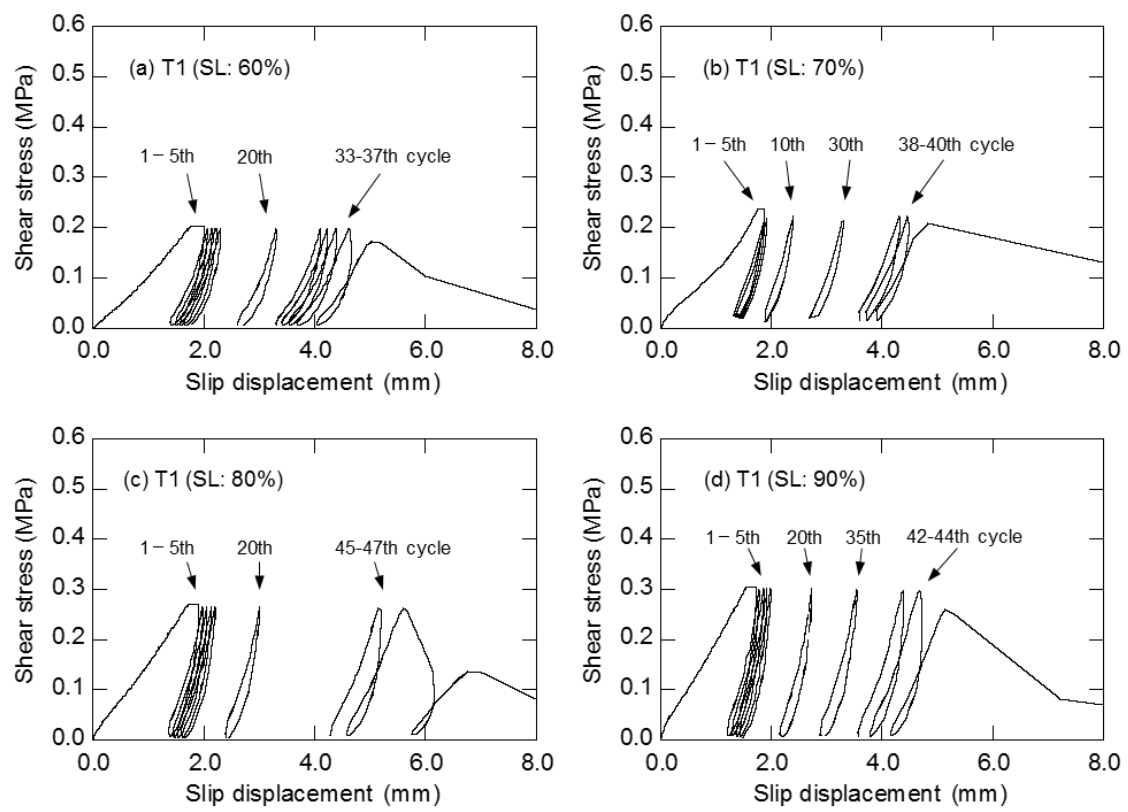 0.6
0.5
0.4
0.3
0.2
0.1
0.0
Shear stress (MPa)
(a) T1 (SL: 60%)
1–5th
20th
33-37th cycle
0.0 2.0 4.0 6.0 8.0
Slip displacement (mm)
0.6
0.5
0.4
0.3
0.2
0.1
0.0
Shear stress (MPa)
(b) T1 (SL: 70%)
1–5th
10th
30th
38-40th cycle
0.0 2.0 4.0 6.0 8.0
Slip displacement (mm)
0.6
0.5
0.4
0.3
0.2
0.1
0.0
Shear stress (MPa)
(c) T1 (SL: 80%)
1–5th
20th
45-47th cycle
0.0 2.0 4.0 6.0 8.0
Slip displacement (mm)
0.6
0.5
0.4
0.3
0.2
0.1
0.0
Shear stress (MPa)
(d) T1 (SL: 90%)
1–5th
20th
35th
42-44th cycle
0.0 2.0 4.0 6.0 8.0
Slip displacement (mm)